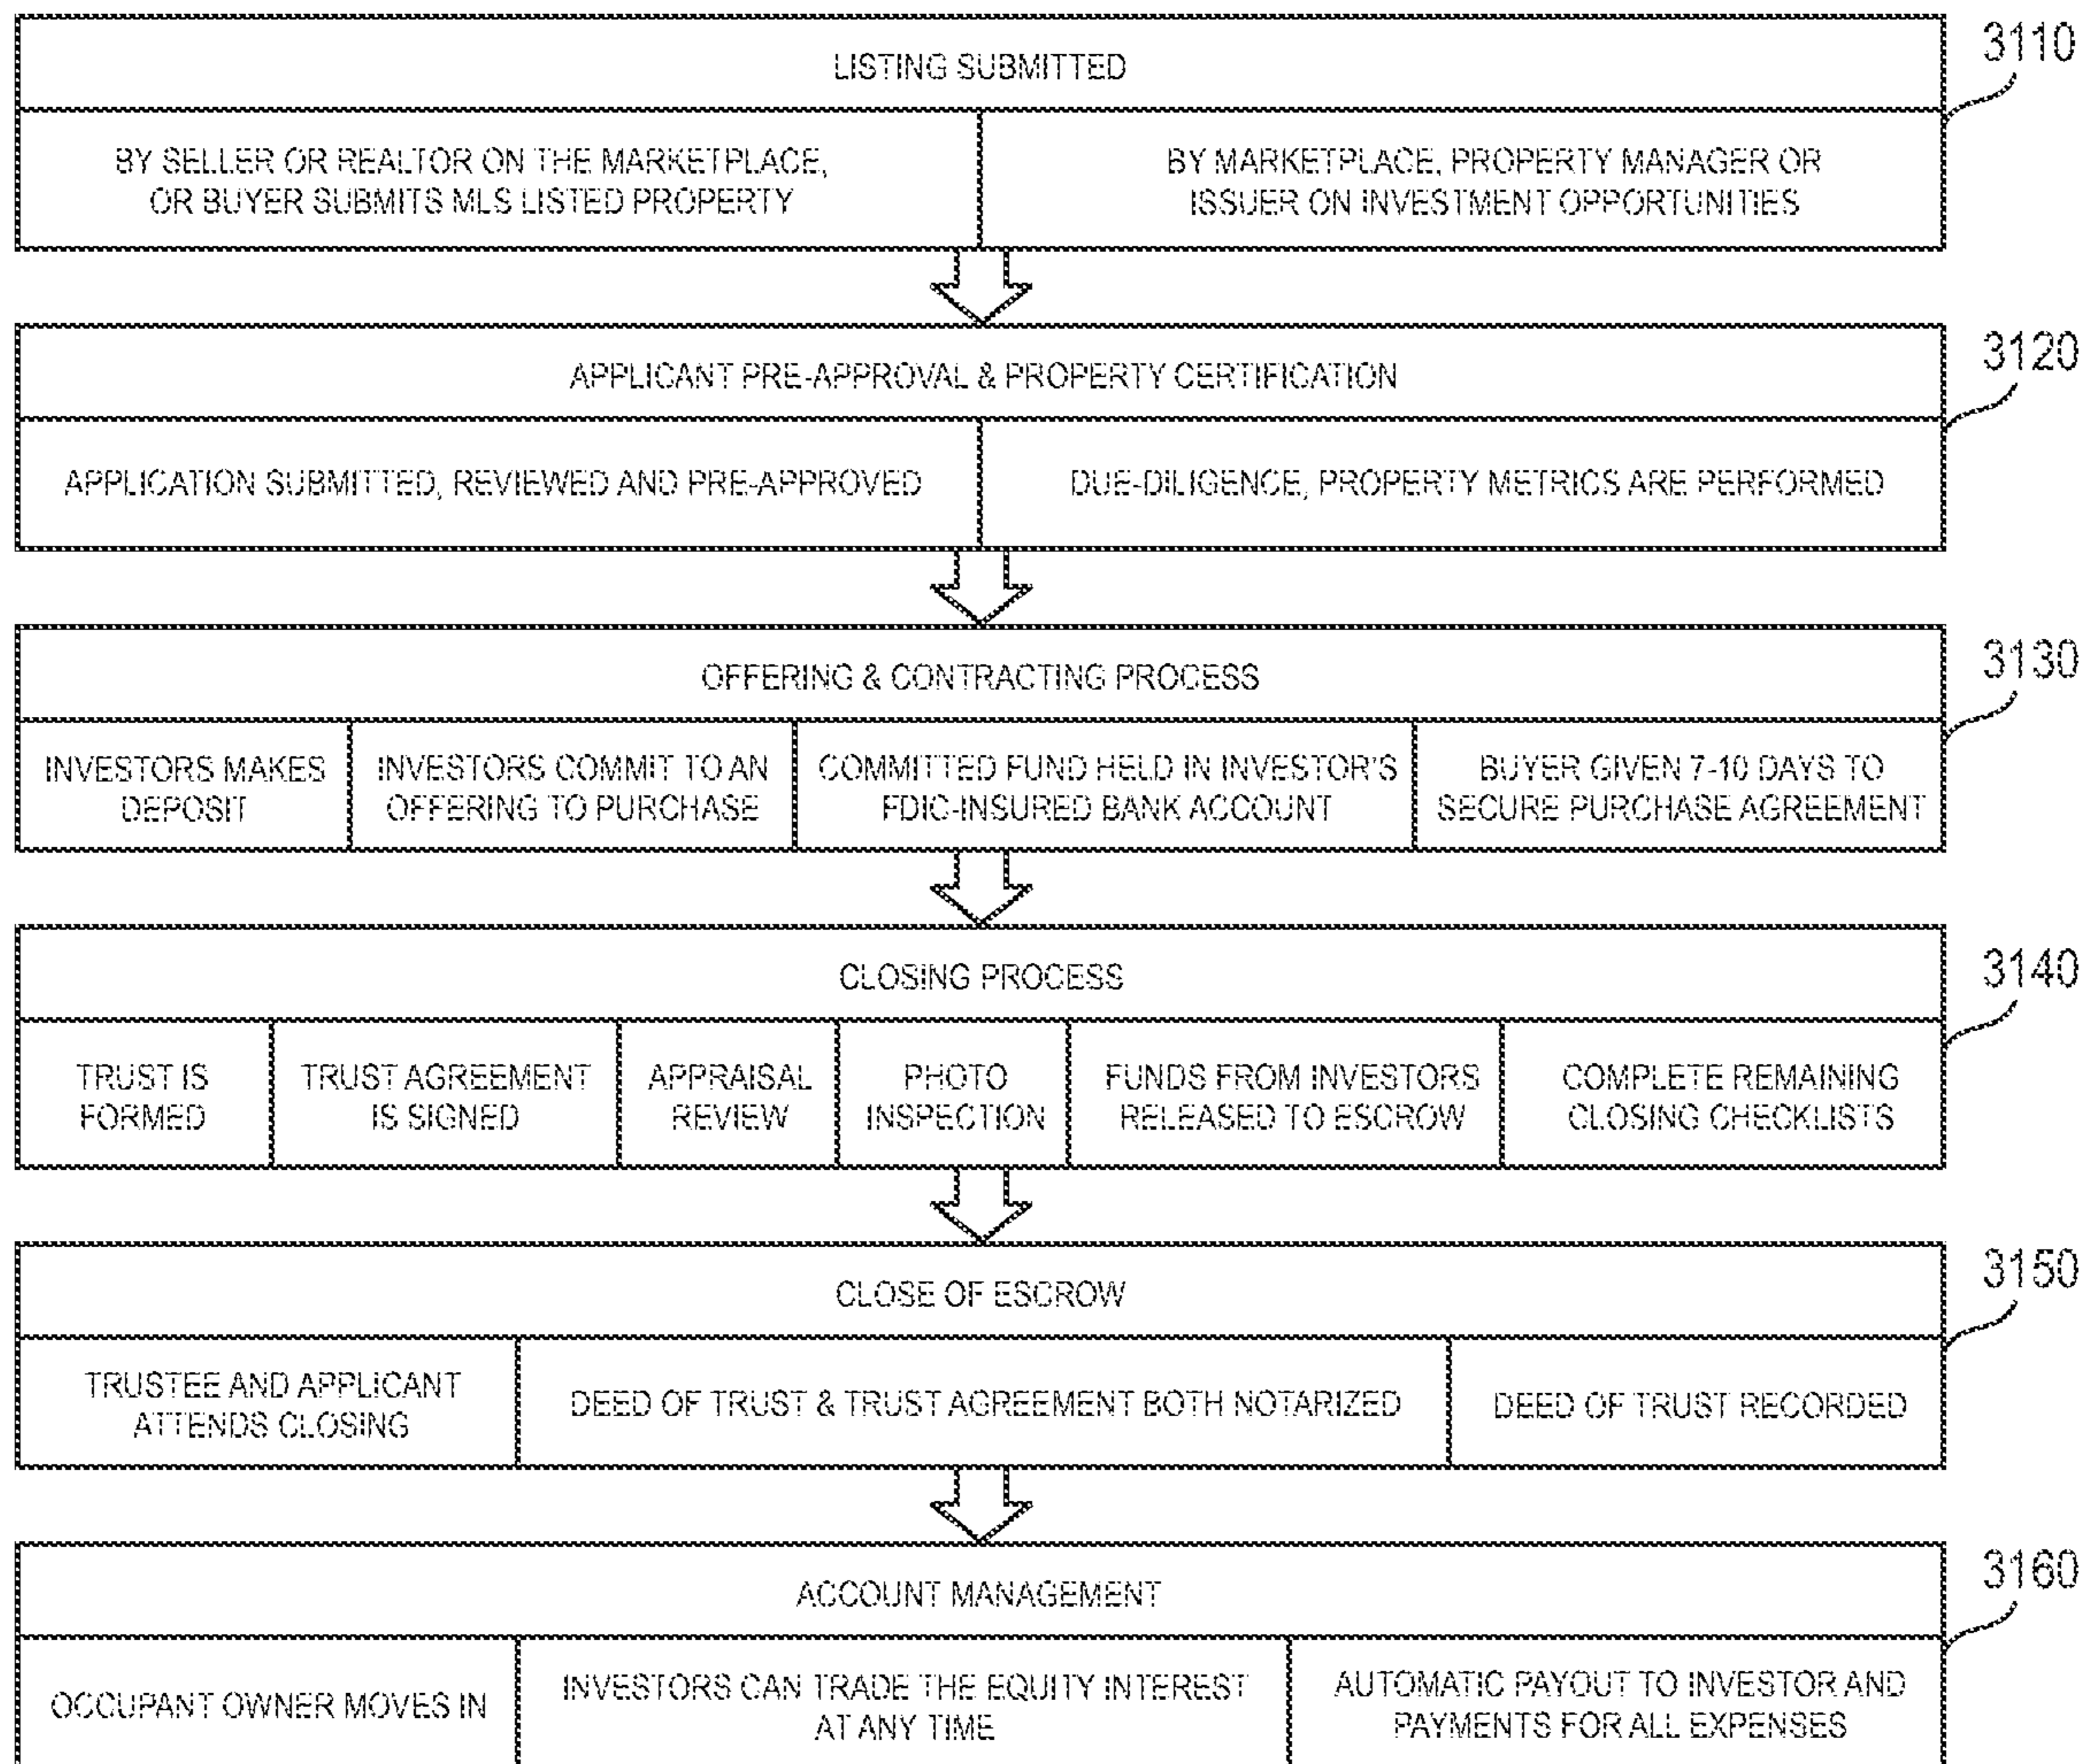 LISTING SUBMITTED
3110
BY SELLER OR REALTOR ON THE MARKETPLACE,
OR BUYER SUBMITS MLS LISTED PROPERTY
BY MARKETPLACE, PROPERTY MANAGER OR
ISSUER ON INVESTMENT OPPORTUNITIES
APPLICANT PRE-APPROVAL & PROPERTY CERTIFICATION
3120
APPLICATION SUBMITTED, REVIEWED AND PRE-APPROVED
DUE-DILIGENCE, PROPERTY METRICS ARE PERFORMED
OFFERING & CONTRACTING PROCESS
3130
INVESTORS MAKES
DEPOSIT
INVESTORS COMMIT TO AN
OFFERING TO PURCHASE
COMMITTED FUND HELD IN INVESTOR'S
FDIC-INSURED BANK ACCOUNT
BUYER GIVEN 7-10 DAYS TO
SECURE PURCHASE AGREEMENT
CLOSING PROCESS
3140
TRUST IS
FORMED
TRUST AGREEMENT
IS SIGNED
APPRAISAL
REVIEW
PHOTO
INSPECTION
FUNDS FROM INVESTORS
RELEASED TO ESCROW
COMPLETE REMAINING
CLOSING CHECKLISTS
CLOSE OF ESCROW
3150
TRUSTEE AND APPLICANT
ATTENDS CLOSING
DEED OF TRUST & TRUST AGREEMENT BOTH NOTARIZED
DEED OF TRUST RECORDED
ACCOUNT MANAGEMENT
3160
OCCUPANT OWNER MOVES IN
INVESTORS CAN TRADE THE EQUITY INTEREST
AT ANY TIME
AUTOMATIC PAYOUT TO INVESTOR AND
PAYMENTS FOR ALL EXPENSES